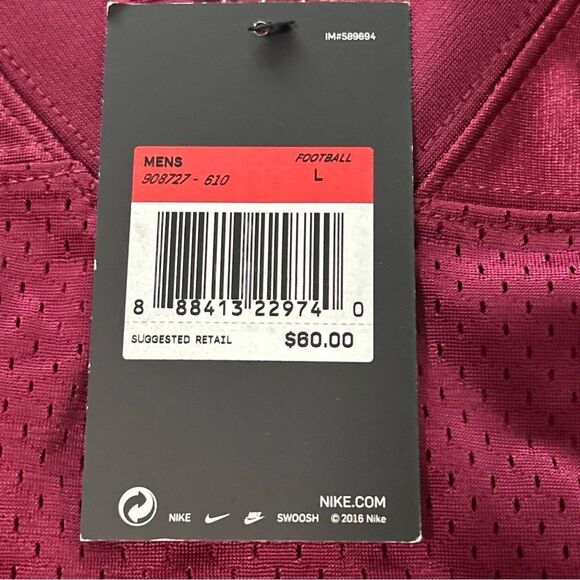 IM#589694
MENS FOOTBALL
908727 - 610 L
8 88413 22974 0
SUGGESTED RETAIL $60.00
NIKE.COM
NIKE SWOOSH © 2016 Nike